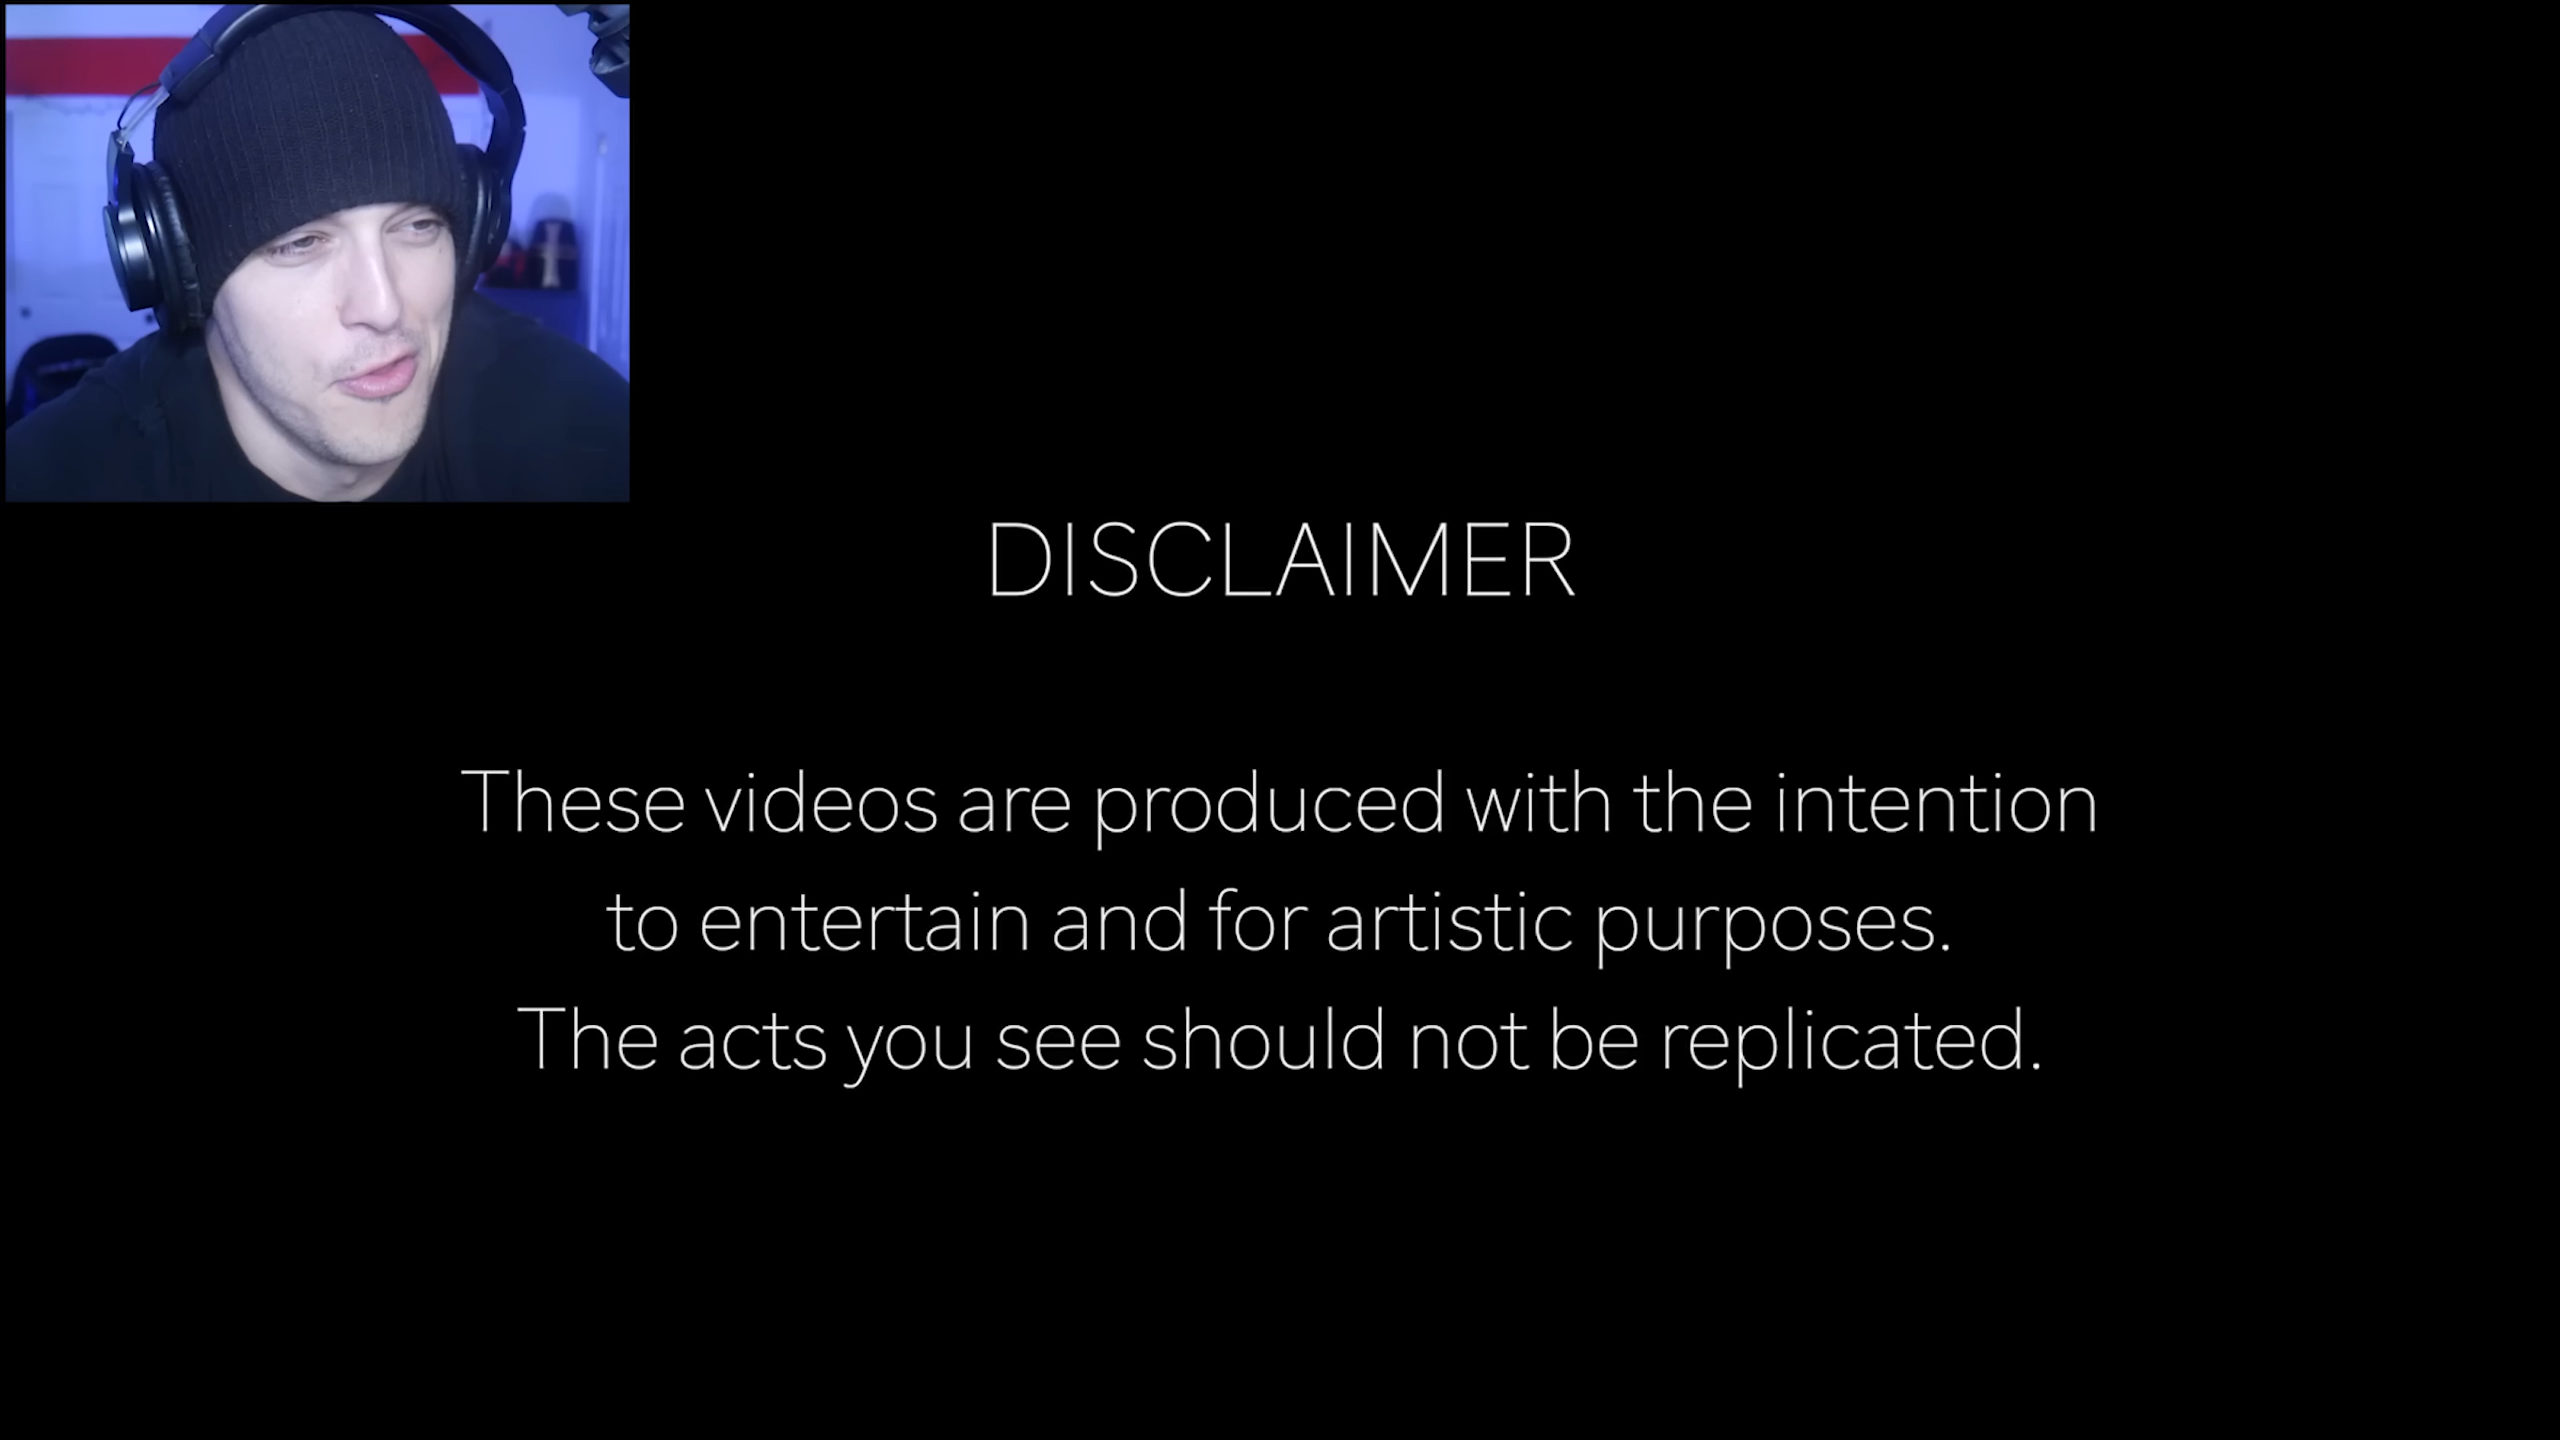 DISCLAIMER
These videos are produced with the intention
to entertain and for artistic purposes.
The acts you see should not be replicated.